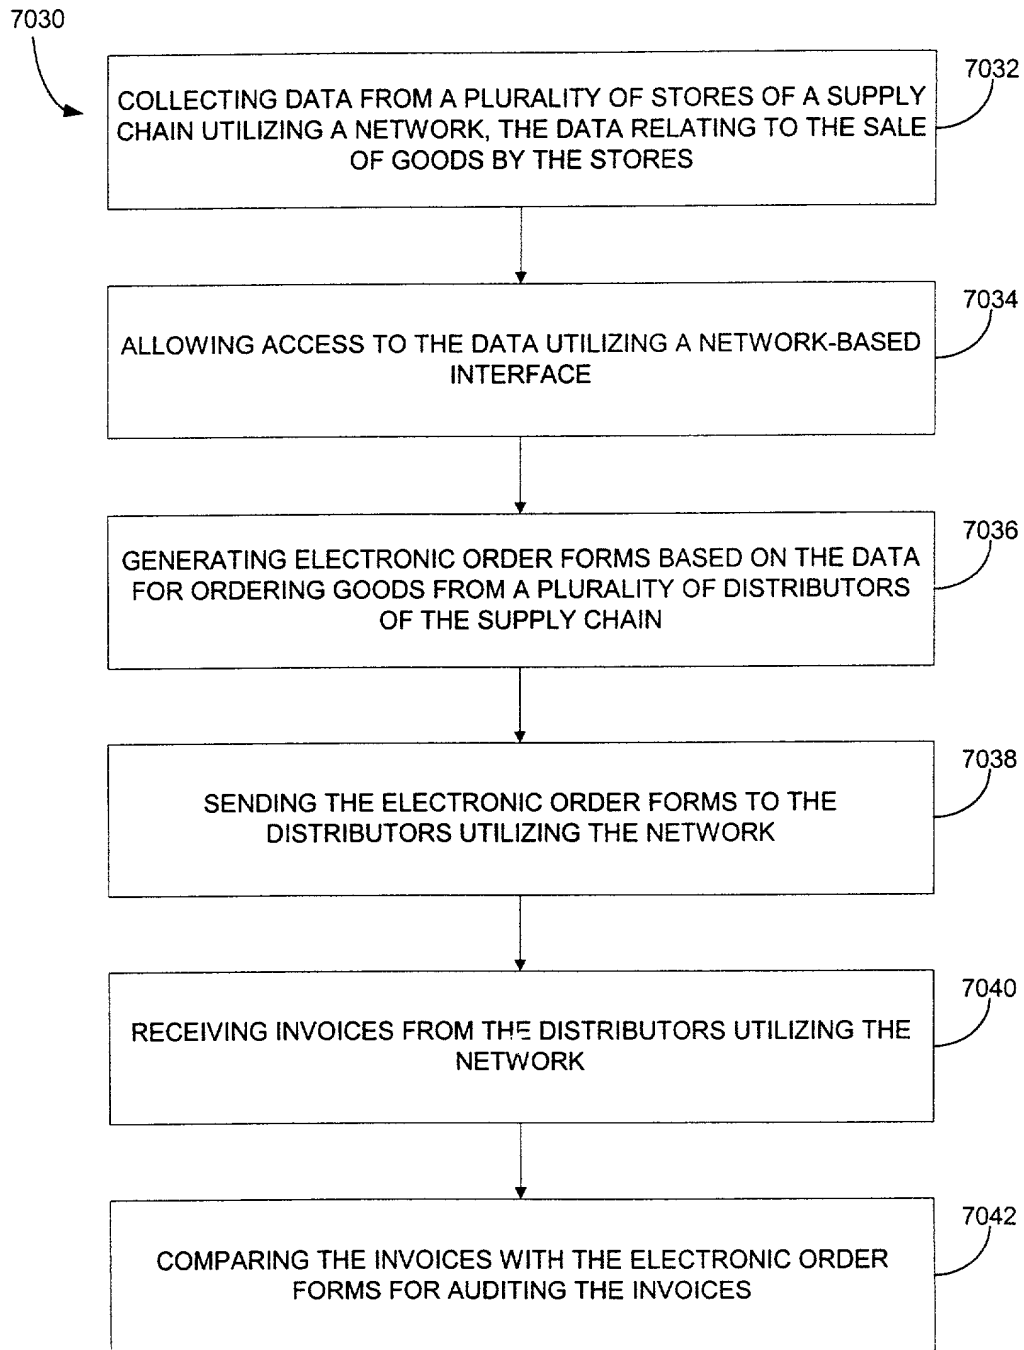 7030
7032
COLLECTING DATA FROM A PLURALITY OF STORES OF A SUPPLY
CHAIN UTILIZING A NETWORK, THE DATA RELATING TO THE SALE
OF GOODS BY THE STORES
7034
ALLOWING ACCESS TO THE DATA UTILIZING A NETWORK-BASED
INTERFACE
7036
GENERATING ELECTRONIC ORDER FORMS BASED ON THE DATA
FOR ORDERING GOODS FROM A PLURALITY OF DISTRIBUTORS
OF THE SUPPLY CHAIN
7038
SENDING THE ELECTRONIC ORDER FORMS TO THE
DISTRIBUTORS UTILIZING THE NETWORK
7040
RECEIVING INVOICES FROM THE DISTRIBUTORS UTILIZING THE
NETWORK
7042
COMPARING THE INVOICES WITH THE ELECTRONIC ORDER
FORMS FOR AUDITING THE INVOICES